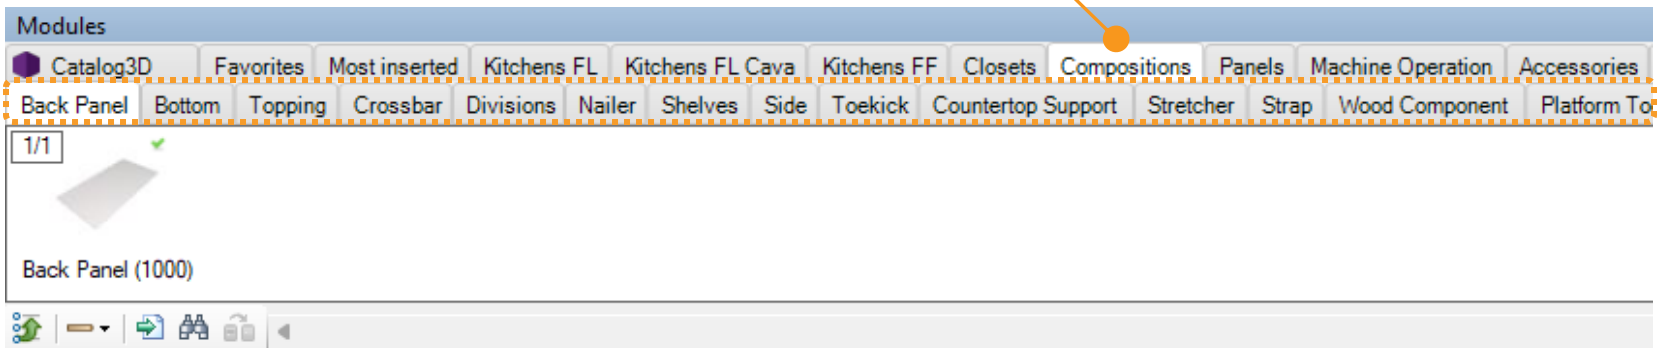 Modules
Catalog3D Favorites Most inserted Kitchens FL Kitchens FL Cava Kitchens FF Closets Compositions Panels Machine Operation Accessories
Back Panel Bottom Topping Crossbar Divisions Nailer Shelves Side Toekick Countertop Support Stretcher Strap Wood Component Platform To
1/1
Back Panel (1000)